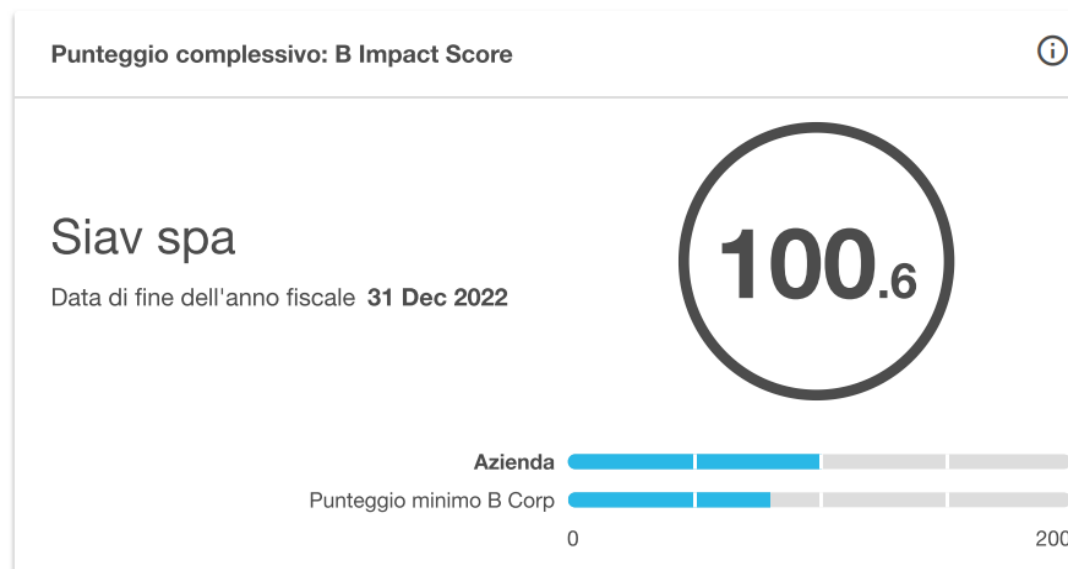 Punteggio complessivo: B Impact Score
Siav spa
Data di fine dell'anno fiscale 31 Dec 2022
100.6
Azienda
Punteggio minimo B Corp
0 200